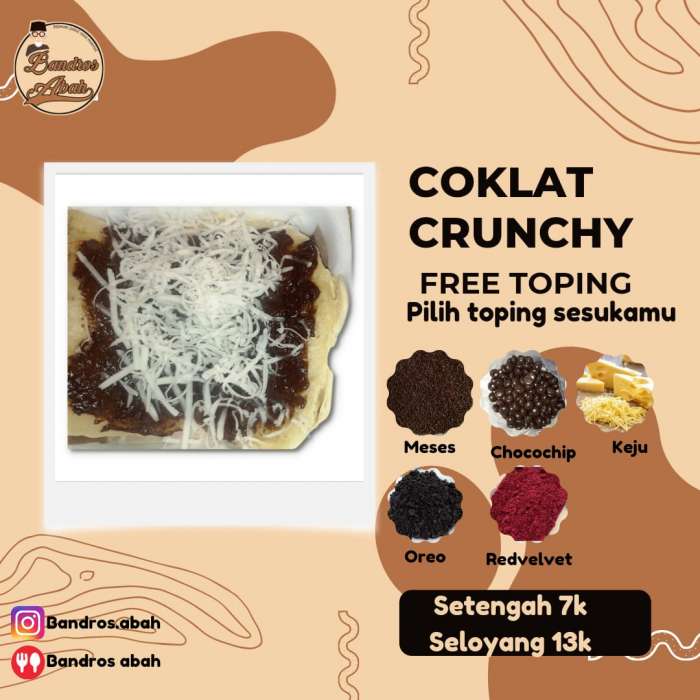 Bandros
Abah
COKLAT
CRUNCHY
FREE TOPING
Pilih toping sesukamu
Meses
Chocochip
Keju
Oreo
Redvelvet
Setengah 7k
Seloyang 13k
Bandros.abah
Bandros abah